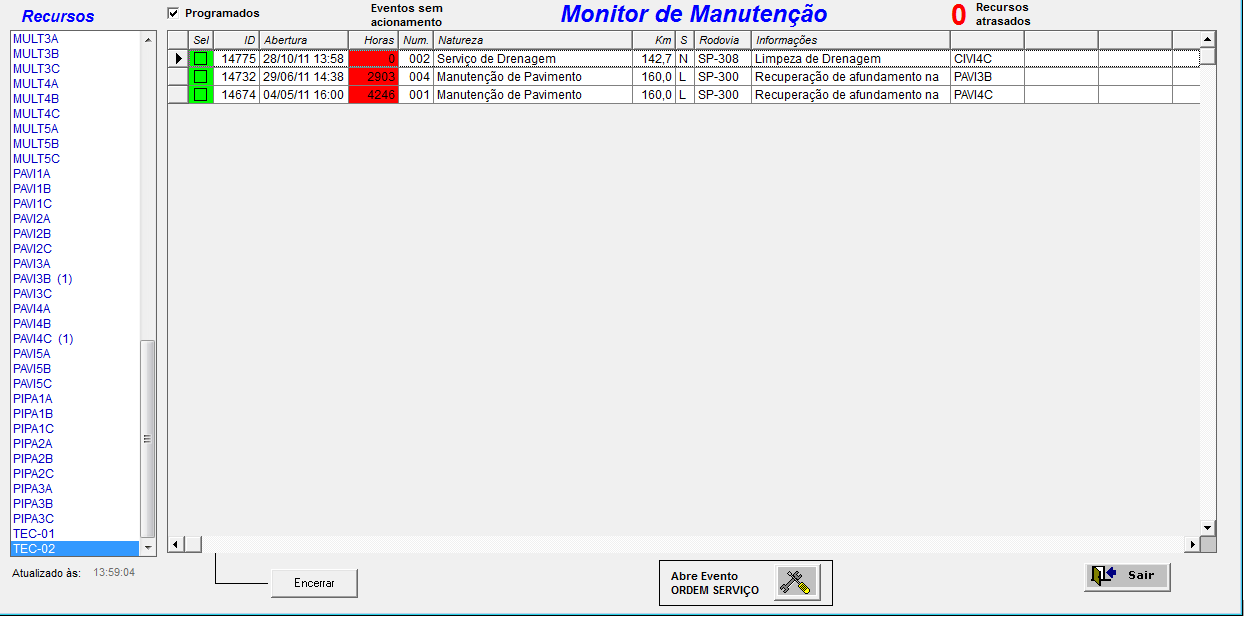 Recursos
Programados
Eventos sem
acionamento
Monitor de Manutenção
0
Recursos
atrasados
MULT3A
MULT3B
MULT3C
MULT4A
MULT4B
MULT4C
MULT5A
MULT5B
MULT5C
PAVI1A
PAVI1B
PAVI1C
PAVI2A
PAVI2B
PAVI2C
PAVI3A
PAVI3B (1)
PAVI3C
PAVI4A
PAVI4B
PAVI4C (1)
PAVI5A
PAVI5B
PAVI5C
PIPA1A
PIPA1B
PIPA1C
PIPA2A
PIPA2B
PIPA2C
PIPA3A
PIPA3B
PIPA3C
TEC-01
TEC-02
Sel ID Abertura Horas Num. Natureza Km S Rodovia Informações
14775 28/10/11 13:58 0 002 Serviço de Drenagem 142,7 N SP-308 Limpeza de Drenagem CIVI4C
14732 29/06/11 14:38 2903 004 Manutenção de Pavimento 160,0 L SP-300 Recuperação de afundamento na PAVI3B
14674 04/05/11 16:00 4246 001 Manutenção de Pavimento 160,0 L SP-300 Recuperação de afundamento na PAVI4C
Atualizado às: 13:59:04
Encerrar
Abre Evento
ORDEM SERVIÇO
Sair